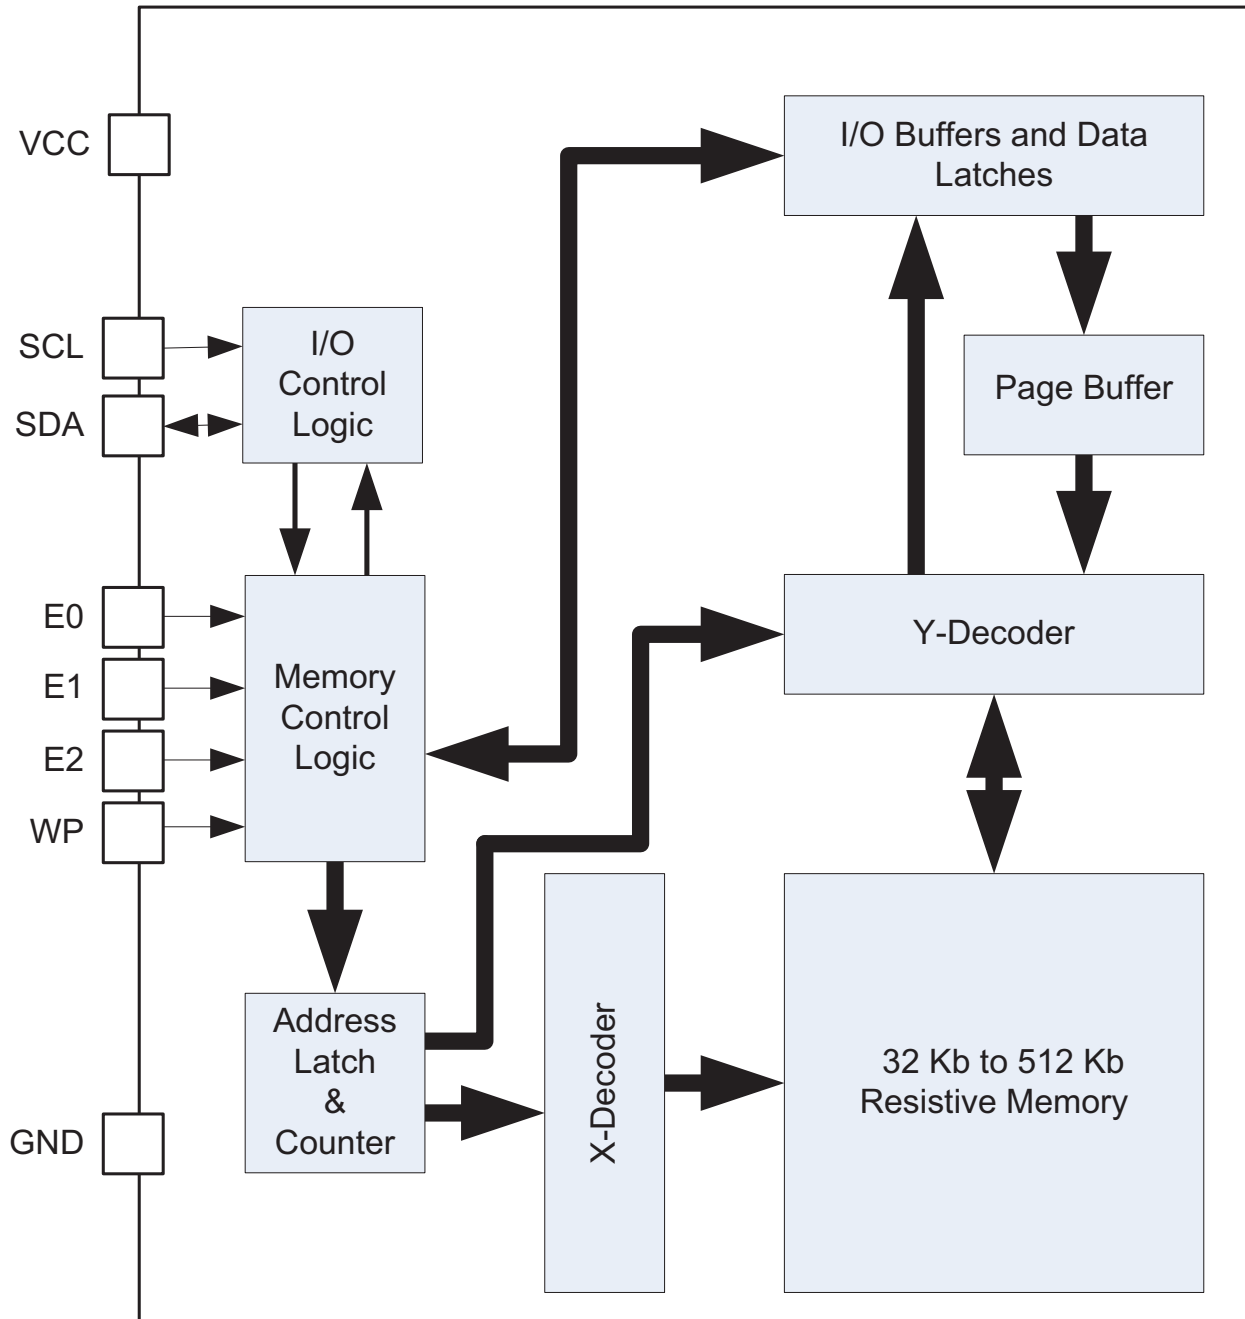 VCC
I/O Buffers and Data
Latches
SCL
SDA
I/O
Control
Logic
Page Buffer
E0
E1
E2
WP
Memory
Control
Logic
Y-Decoder
Address
Latch
&
Counter
X-Decoder
32 Kb to 512 Kb
Resistive Memory
GND